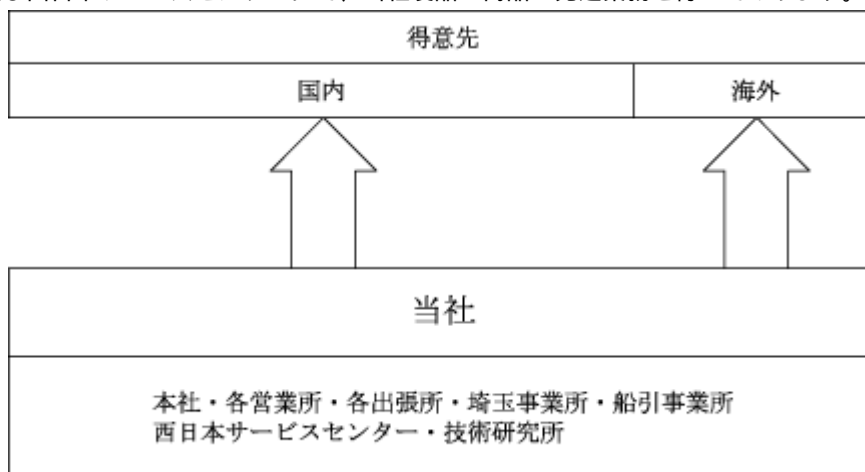 得意先
国内 海外
当社
本社・各営業所・各出張所・埼玉事業所・船引事業所
西日本サービスセンター・技術研究所